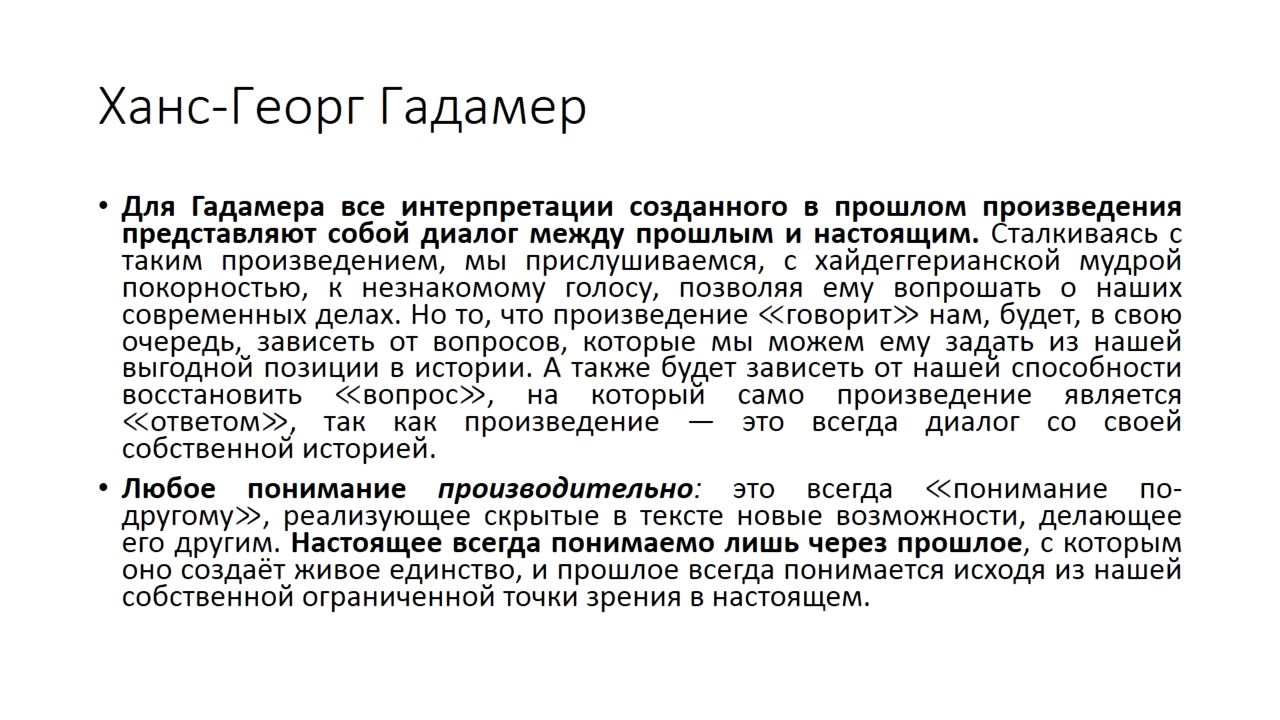 Ханс-Георг Гадамер
• Для Гадамера все интерпретации созданного в прошлом произведения
представляют собой диалог между прошлым и настоящим. Сталкиваясь с
таким произведением, мы прислушиваемся, с хайдеггерианской мудрой
покорностью, к незнакомому голосу, позволяя ему вопрошать о наших
современных делах. Но то, что произведение ≪говорит≫ нам, будет, в свою
очередь, зависеть от вопросов, которые мы можем ему задать из нашей
выгодной позиции в истории. А также будет зависеть от нашей способности
восстановить ≪вопрос≫, на который само произведение является
≪ответом≫, так как произведение — это всегда диалог со своей
собственной историей.
• Любое понимание производительно: это всегда ≪понимание по-
другому≫, реализующее скрытые в тексте новые возможности, делающее
его другим. Настоящее всегда понимаемо лишь через прошлое, с которым
оно создаёт живое единство, и прошлое всегда понимается исходя из нашей
собственной ограниченной точки зрения в настоящем.